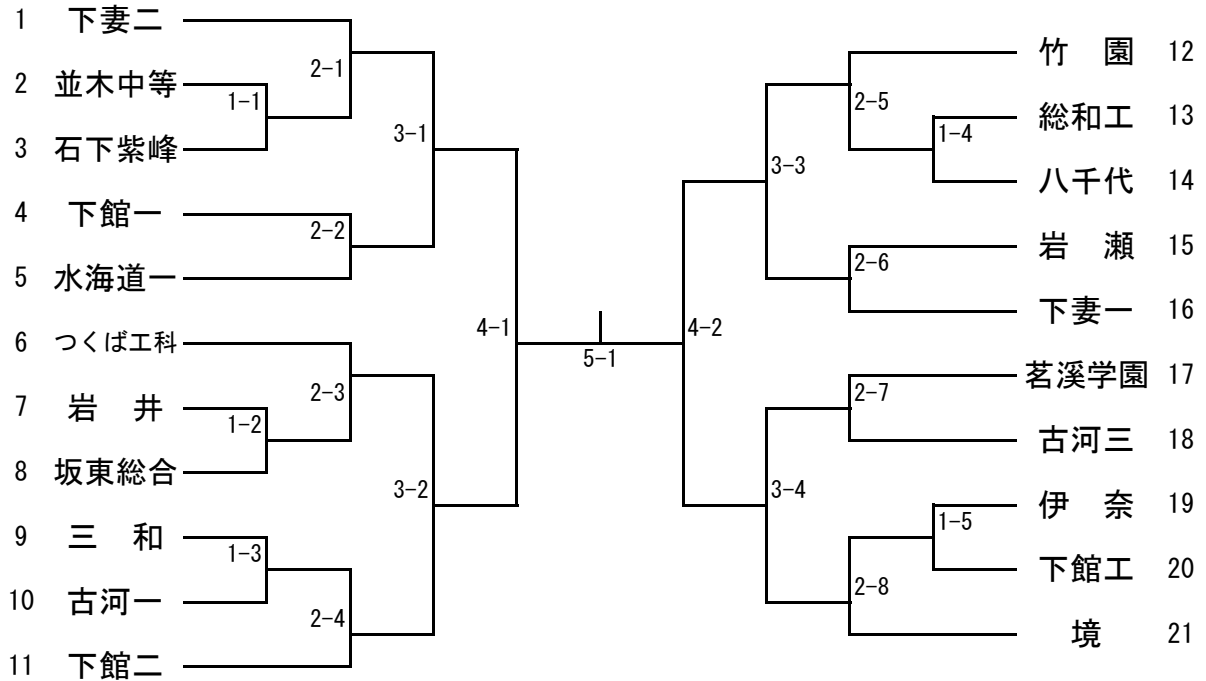 1 下妻二
2 並木中等
3 石下紫峰
4 下館一
5 水海道一
6 つくば工科
7 岩　井
8 坂東総合
9 三　和
10 古河一
11 下館二
1-1
1-2
1-3
2-1
2-2
2-3
2-4
3-1
3-2
4-1
5-1
4-2
3-3
3-4
2-5
2-6
2-7
2-8
1-4
1-5
竹　園 12
総和工 13
八千代 14
岩　瀬 15
下妻一 16
茗溪学園 17
古河三 18
伊　奈 19
下館工 20
境 21